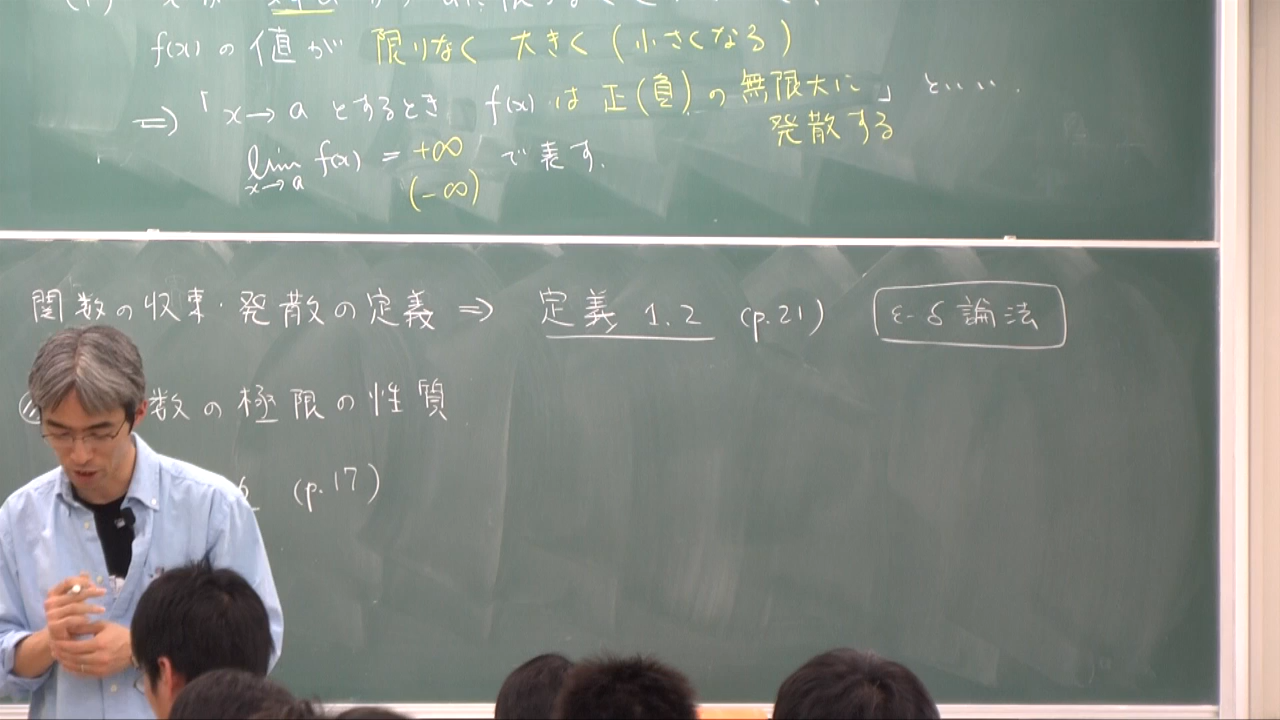 f(x) の 値 が 限りなく 大きく (小さくなる)
⇒ 「 x→a とするとき f(x) は 正(負) の 無限大に 」 といい.
発散する
lim f(x) = +∞ で表す.
x→a
(-∞)
関数の収束・発散の定義 ⇒ 定義 1.2 (p.21) ε-δ 論法
数の極限の性質
(p.17)